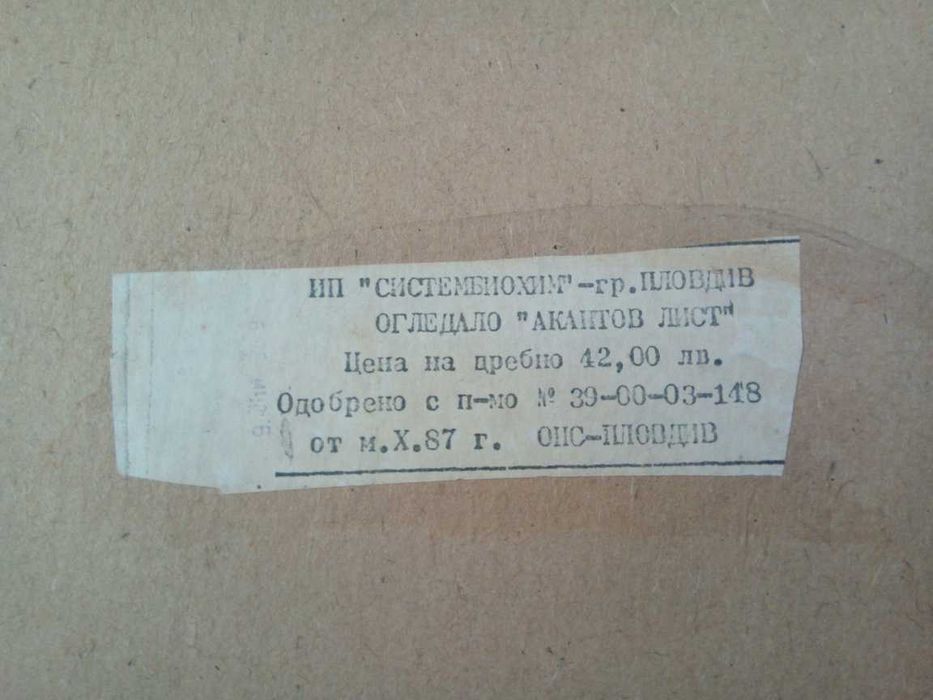 ИП "СИСТЕМБИОХИМ"-гр.ПЛОВДИВ
ОГЛЕДАЛО "АКАНТОВ ЛИСТ"
Цена на дребно 42,00 лв.
Одобрено с п-мо № 39-00-03-148
от м.X.87 г. ОНС-ПЛОВДИВ